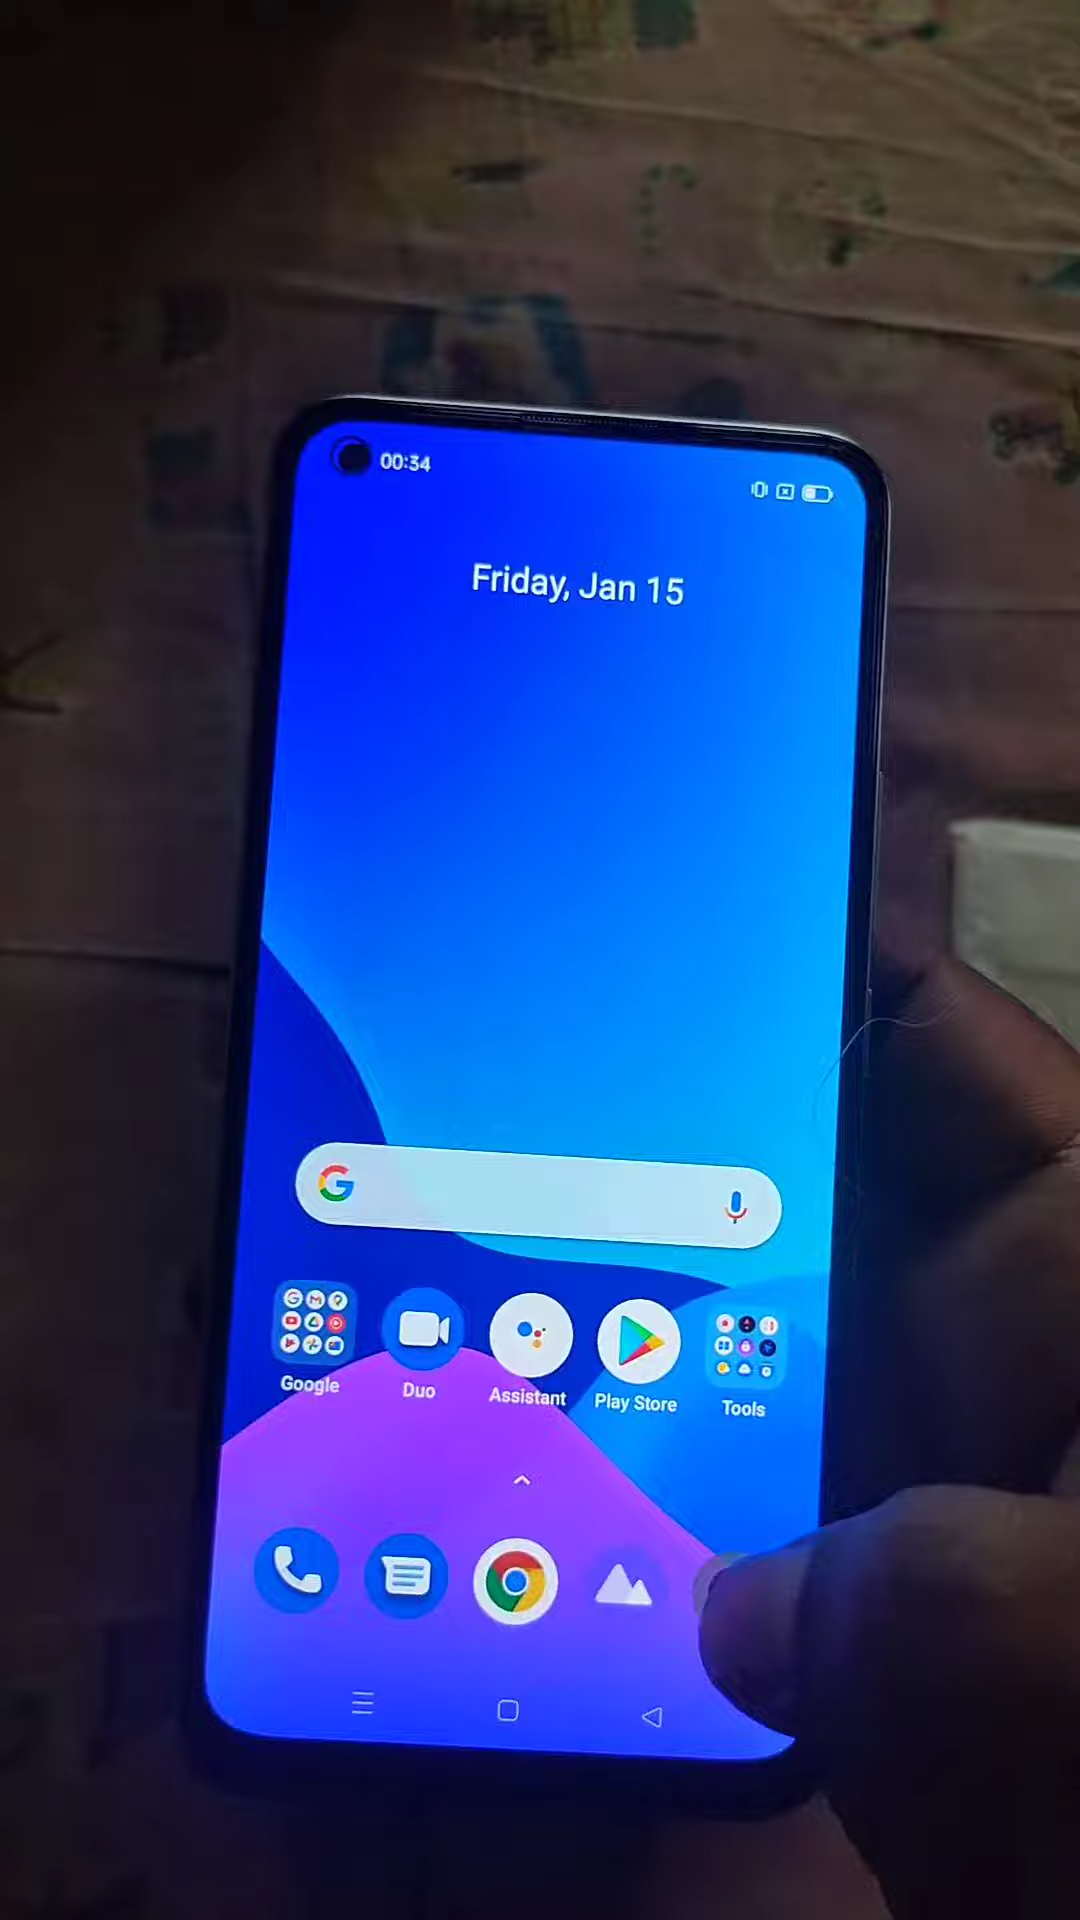 00:34
Friday, Jan 15
G
Google
Duo
Assistant
Play Store
Tools